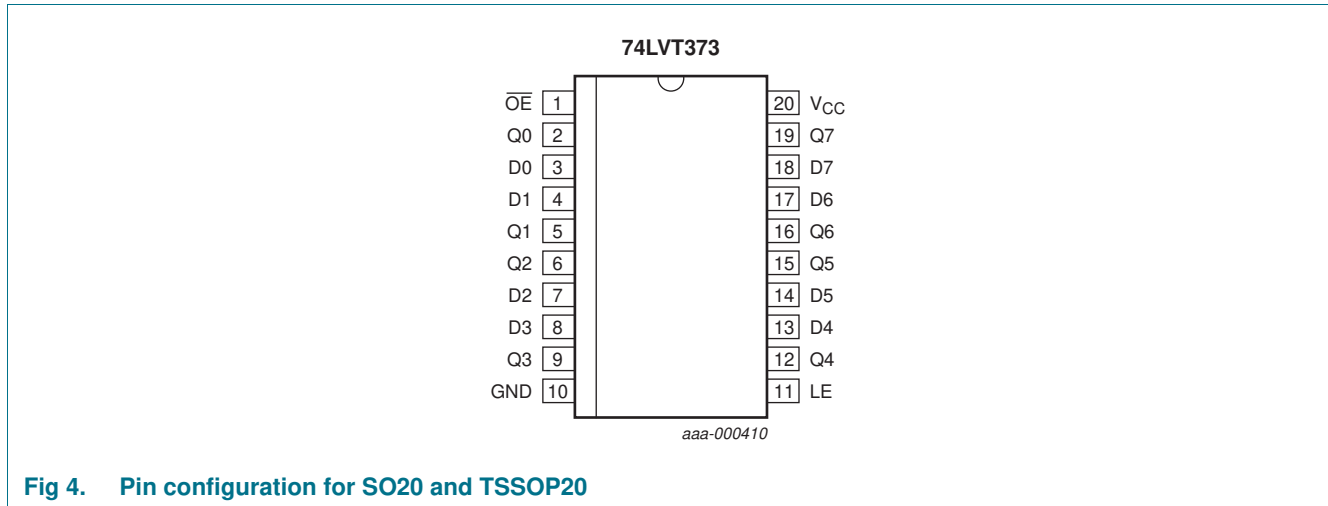 74LVT373
OE 1 20 VCC
Q0 2 19 Q7
D0 3 18 D7
D1 4 17 D6
Q1 5 16 Q6
Q2 6 15 Q5
D2 7 14 D5
D3 8 13 D4
Q3 9 12 Q4
GND 10 11 LE
aaa-000410
Fig 4. Pin configuration for SO20 and TSSOP20